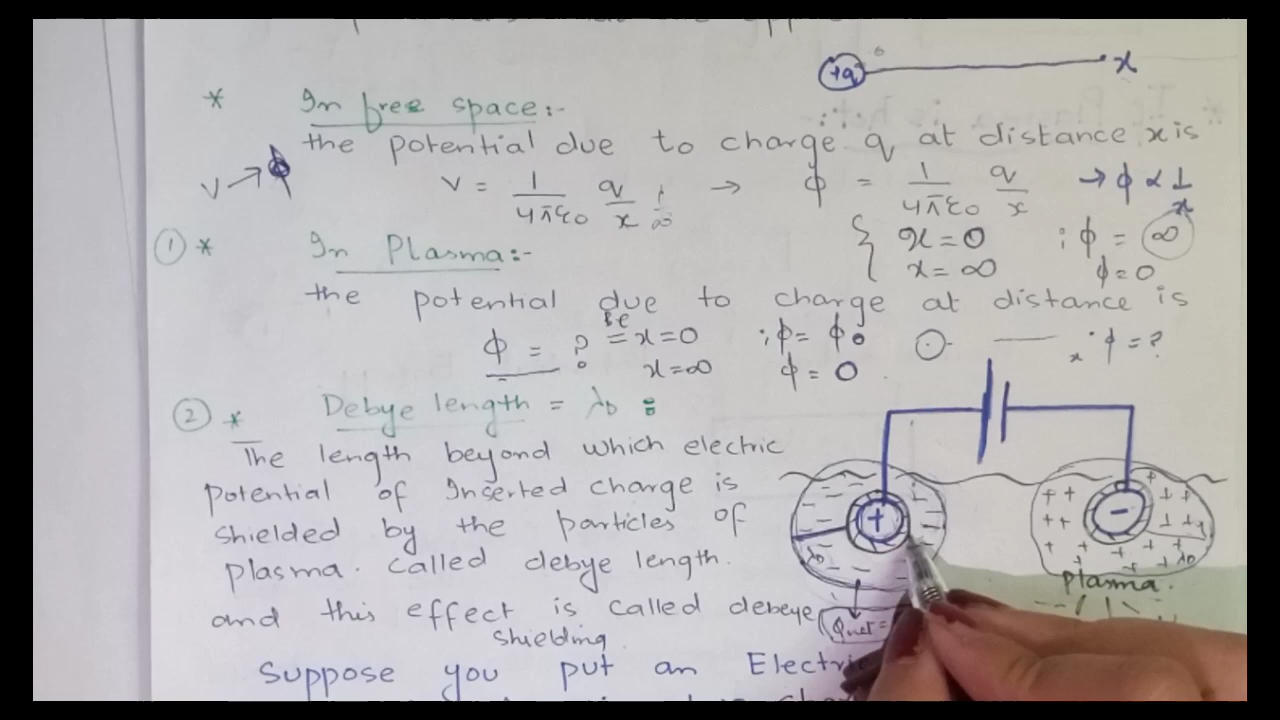 +q x
* In free space:-
the potential due to charge q at distance x is
V → ϕ V = 1/4πε0 q/x → ϕ = 1/4πε0 q/x → ϕ ∝ 1/x
{ x = 0 ; ϕ = ∞
x = ∞ ϕ = 0
① * In Plasma:-
the potential due to charge at distance is
ϕ = ? x = 0 ; ϕ = ϕ0 x ϕ = ?
x = ∞ ϕ = 0
② * Debye length = λD :
The length beyond which electric
potential of Inserted charge is
shielded by the particles of
plasma. called debye length.
and this effect is called debeye
shielding
+ -
λD λD
plasma.
Qnet =
Suppose you put an Electric